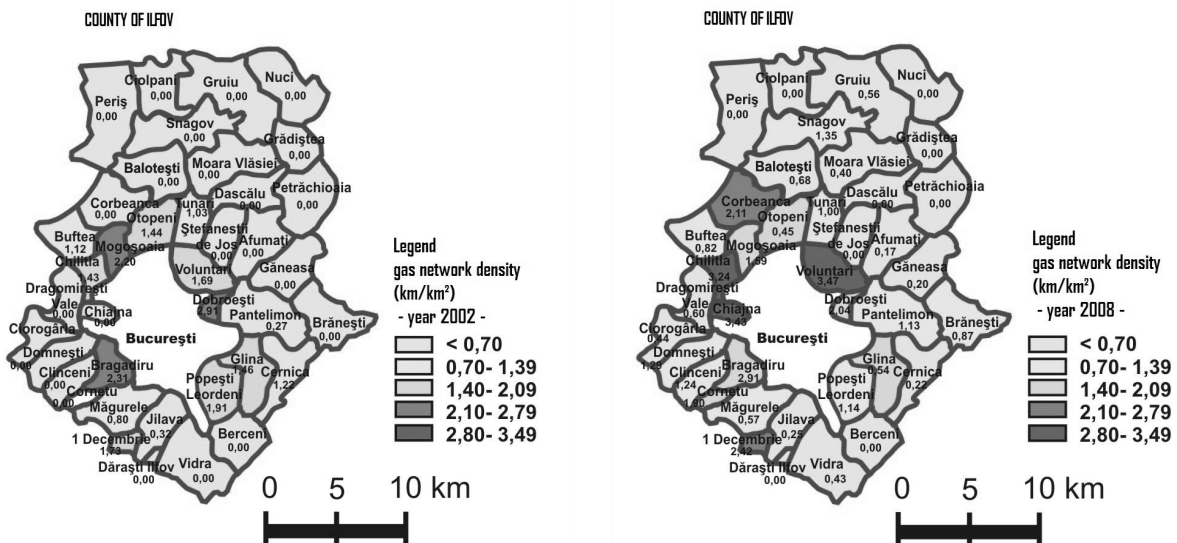 COUNTY OF ILFOV
Ciolpani
0,00
Gruiu
0,00
Nuci
0,00
Periş
0,00
Snagov
0,00
Grădiştea
0,00
Baloteşti
0,00
Moara Vlăsiei
0,00
Dascălu
0,00
Petrăchioaia
0,00
Corbeanca
0,00
Tunari
1,03
Otopeni
1,44
Ştefanesti
de Jos
0,00
Afumaţi
0,00
Buftea
1,12
Mogoşoaia
2,20
Chilitla
1,43
Voluntari
1,69
Găneasa
0,00
Dragomireşti
Vale
0,00
Chiajna
0,00
Dobroeşti
2,91
Pantelimon
0,27
Brăneşti
0,00
Ciorogârla
Bucureşti
Domneşti
0,00
Clinceni
0,00
Bragadiru
2,31
Glina
1,46
Cernica
1,22
Cornetu
0,00
Popeşti
Leordeni
1,91
Măgurele
0,80
Jilava
0,32
Berceni
0,00
1 Decembrie
1,73
Vidra
0,00
Dăraşti Ilfov
0,00
Legend
gas network density
(km/km²)
- year 2002 -
< 0,70
0,70- 1,39
1,40- 2,09
2,10- 2,79
2,80- 3,49
0 5 10 km
COUNTY OF ILFOV
Ciolpani
0,00
Gruiu
0,56
Nuci
0,00
Periş
0,00
Snagov
1,35
Grădiştea
0,00
Baloteşti
0,68
Moara Vlăsiei
0,40
Dascălu
0,00
Petrăchioaia
0,00
Corbeanca
2,11
Tunari
1,00
Otopeni
0,45
Ştefanesti
de Jos
0,00
Afumaţi
0,17
Buftea
0,82
Mogoşoaia
1,59
Chilitla
3,24
Voluntari
3,47
Găneasa
0,20
Dragomireşti
Vale
0,60
Chiajna
3,43
Dobroeşti
2,04
Pantelimon
1,13
Brăneşti
0,87
Ciorogârla
0,44
Bucureşti
Domneşti
1,29
Clinceni
1,24
Bragadiru
2,91
Glina
0,54
Cernica
0,22
Cornetu
1,90
Popeşti
Leordeni
1,14
Măgurele
0,57
Jilava
0,25
Berceni
0,00
1 Decembrie
2,42
Vidra
0,43
Dăraşti Ilfov
0,00
Legend
gas network density
(km/km²)
- year 2008 -
< 0,70
0,70- 1,39
1,40- 2,09
2,10- 2,79
2,80- 3,49
0 5 10 km